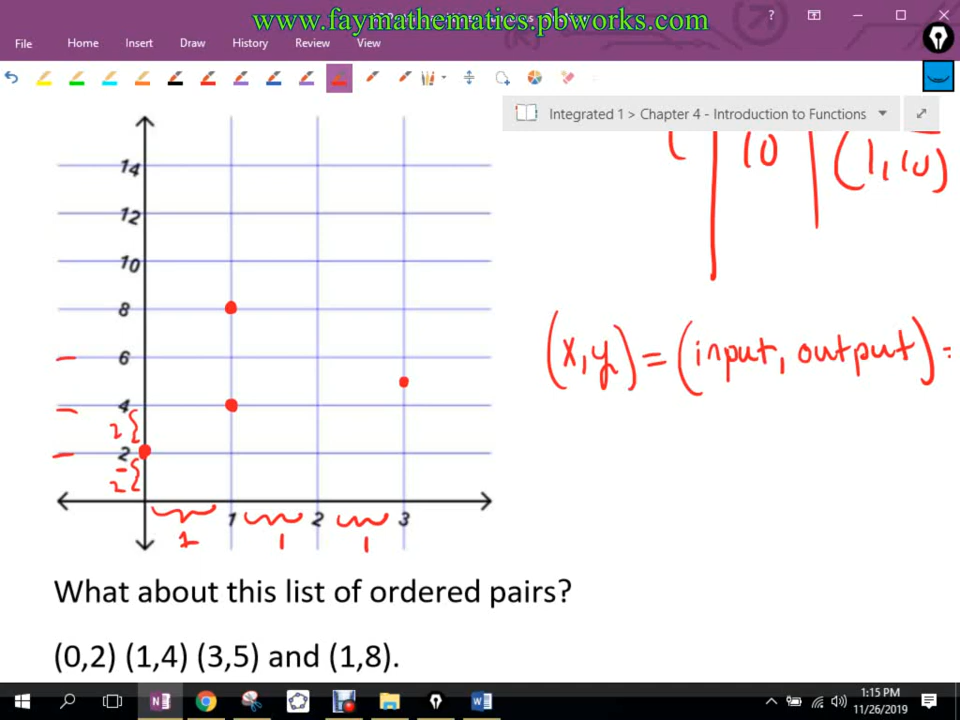 www.faymathematics.pbworks.com
File Home Insert Draw History Review View
Integrated 1 > Chapter 4 - Introduction to Functions
10 (1,10)
14
12
10
8
6
4
2
2
2
(x,y) = (input, output) =
1 2 3
1 1 1
What about this list of ordered pairs?
(0,2) (1,4) (3,5) and (1,8).
1:15 PM
11/26/2019